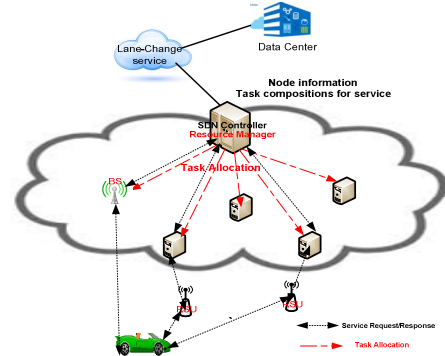 Lane-Change
service
Data Center
Node information
Task compositions for service
SDN Controller
Resource Manager
BS
Task Allocation
RSU
RSU
Service Request/Response
Task Allocation